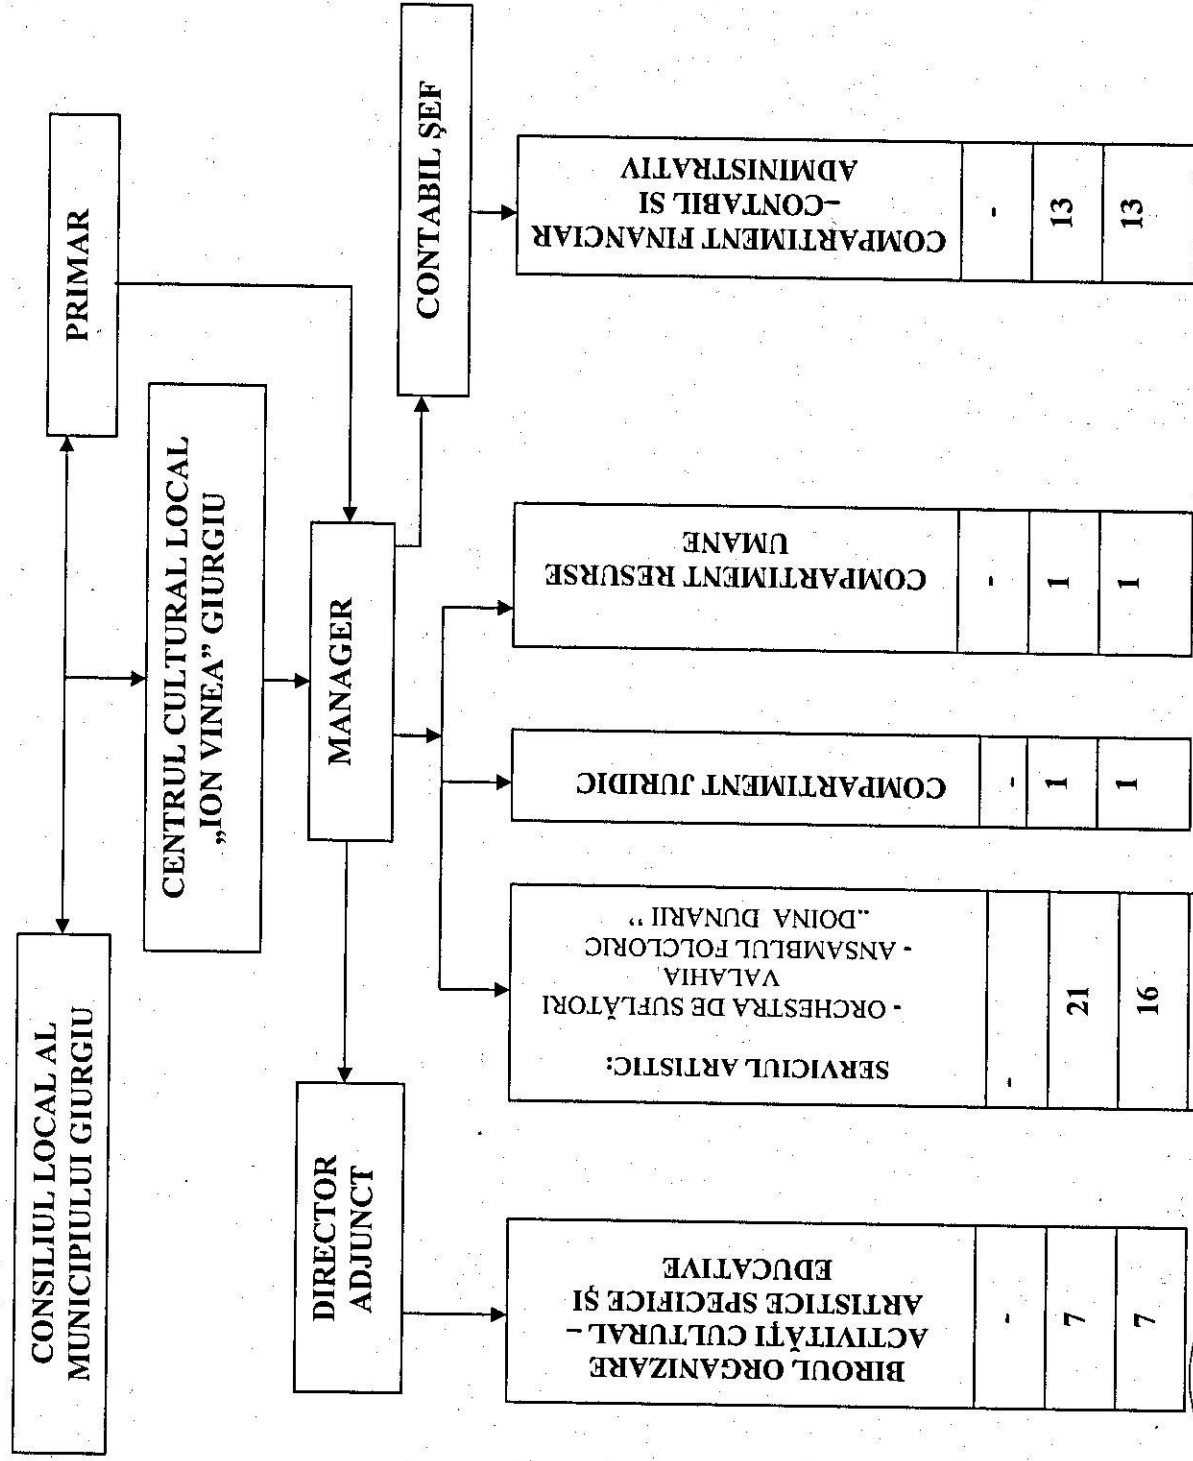 CONSILIUL LOCAL AL
MUNICIPIULUI GIURGIU
PRIMAR
CENTRUL CULTURAL LOCAL
„ION VINEA” GIURGIU
MANAGER
DIRECTOR
ADJUNCT
CONTABIL ŞEF
BIROUL ORGANIZARE
ACTIVITĂŢI CULTURAL –
ARTISTICE SPECIFICE ŞI
EDUCATIVE
-
7
7
SERVICIUL ARTISTIC:
- ORCHESTRA DE SUFLĂTORI
VALAHIA
- ANSAMBLUL FOLCLORIC
„DOINA DUNARII ”
-
21
16
COMPARTIMENT JURIDIC
-
1
1
COMPARTIMENT RESURSE
UMANE
-
1
1
COMPARTIMENT FINANCIAR
–CONTABIL SI
ADMINISTRATIV
-
13
13